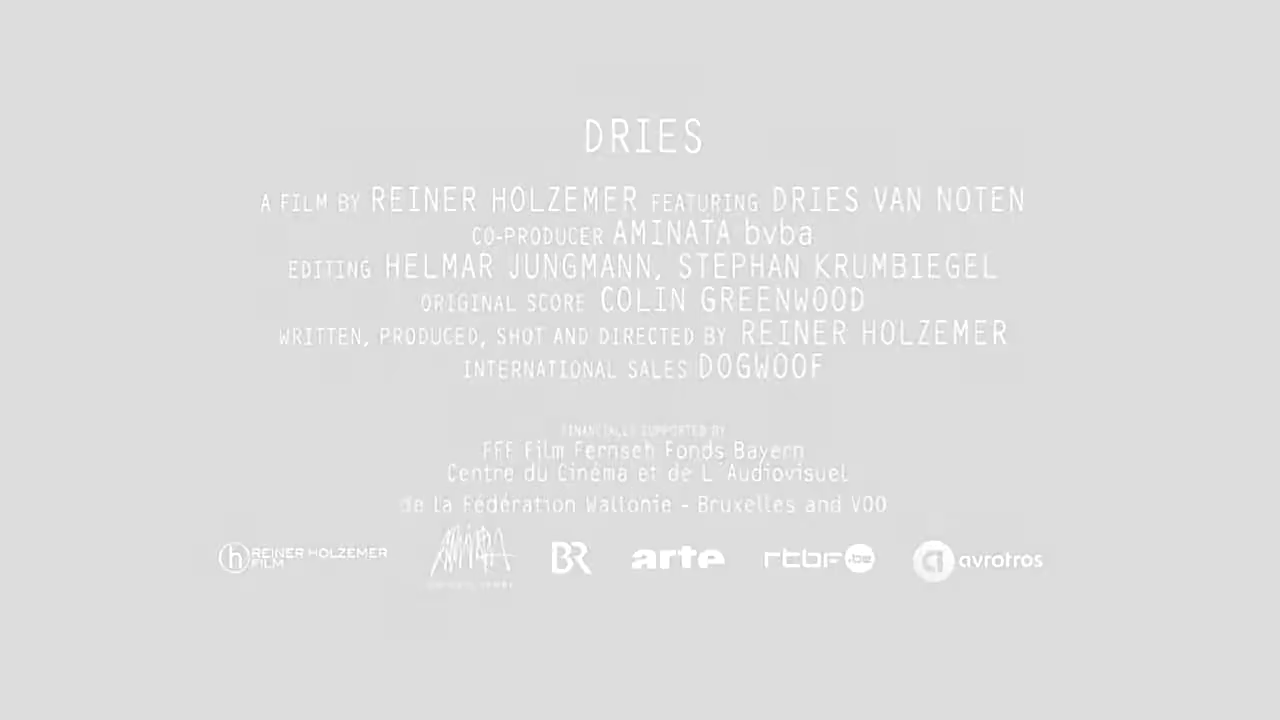 DRIES
A FILM BY REINER HOLZEMER FEATURING DRIES VAN NOTEN
CO-PRODUCER AMINATA bvba
EDITING HELMAR JUNGMANN, STEPHAN KRUMBIEGEL
ORIGINAL SCORE COLIN GREENWOOD
WRITTEN, PRODUCED, SHOT AND DIRECTED BY REINER HOLZEMER
INTERNATIONAL SALES DOGWOOF
FINANCIALLY SUPPORTED BY
FFF Film Fernseh Fonds Bayern
Centre du Cinéma et de L'Audiovisuel
de la Fédération Wallonie - Bruxelles and VOO
h REINER HOLZEMER FILM
BR
arte
rtbf.be
a avrotros